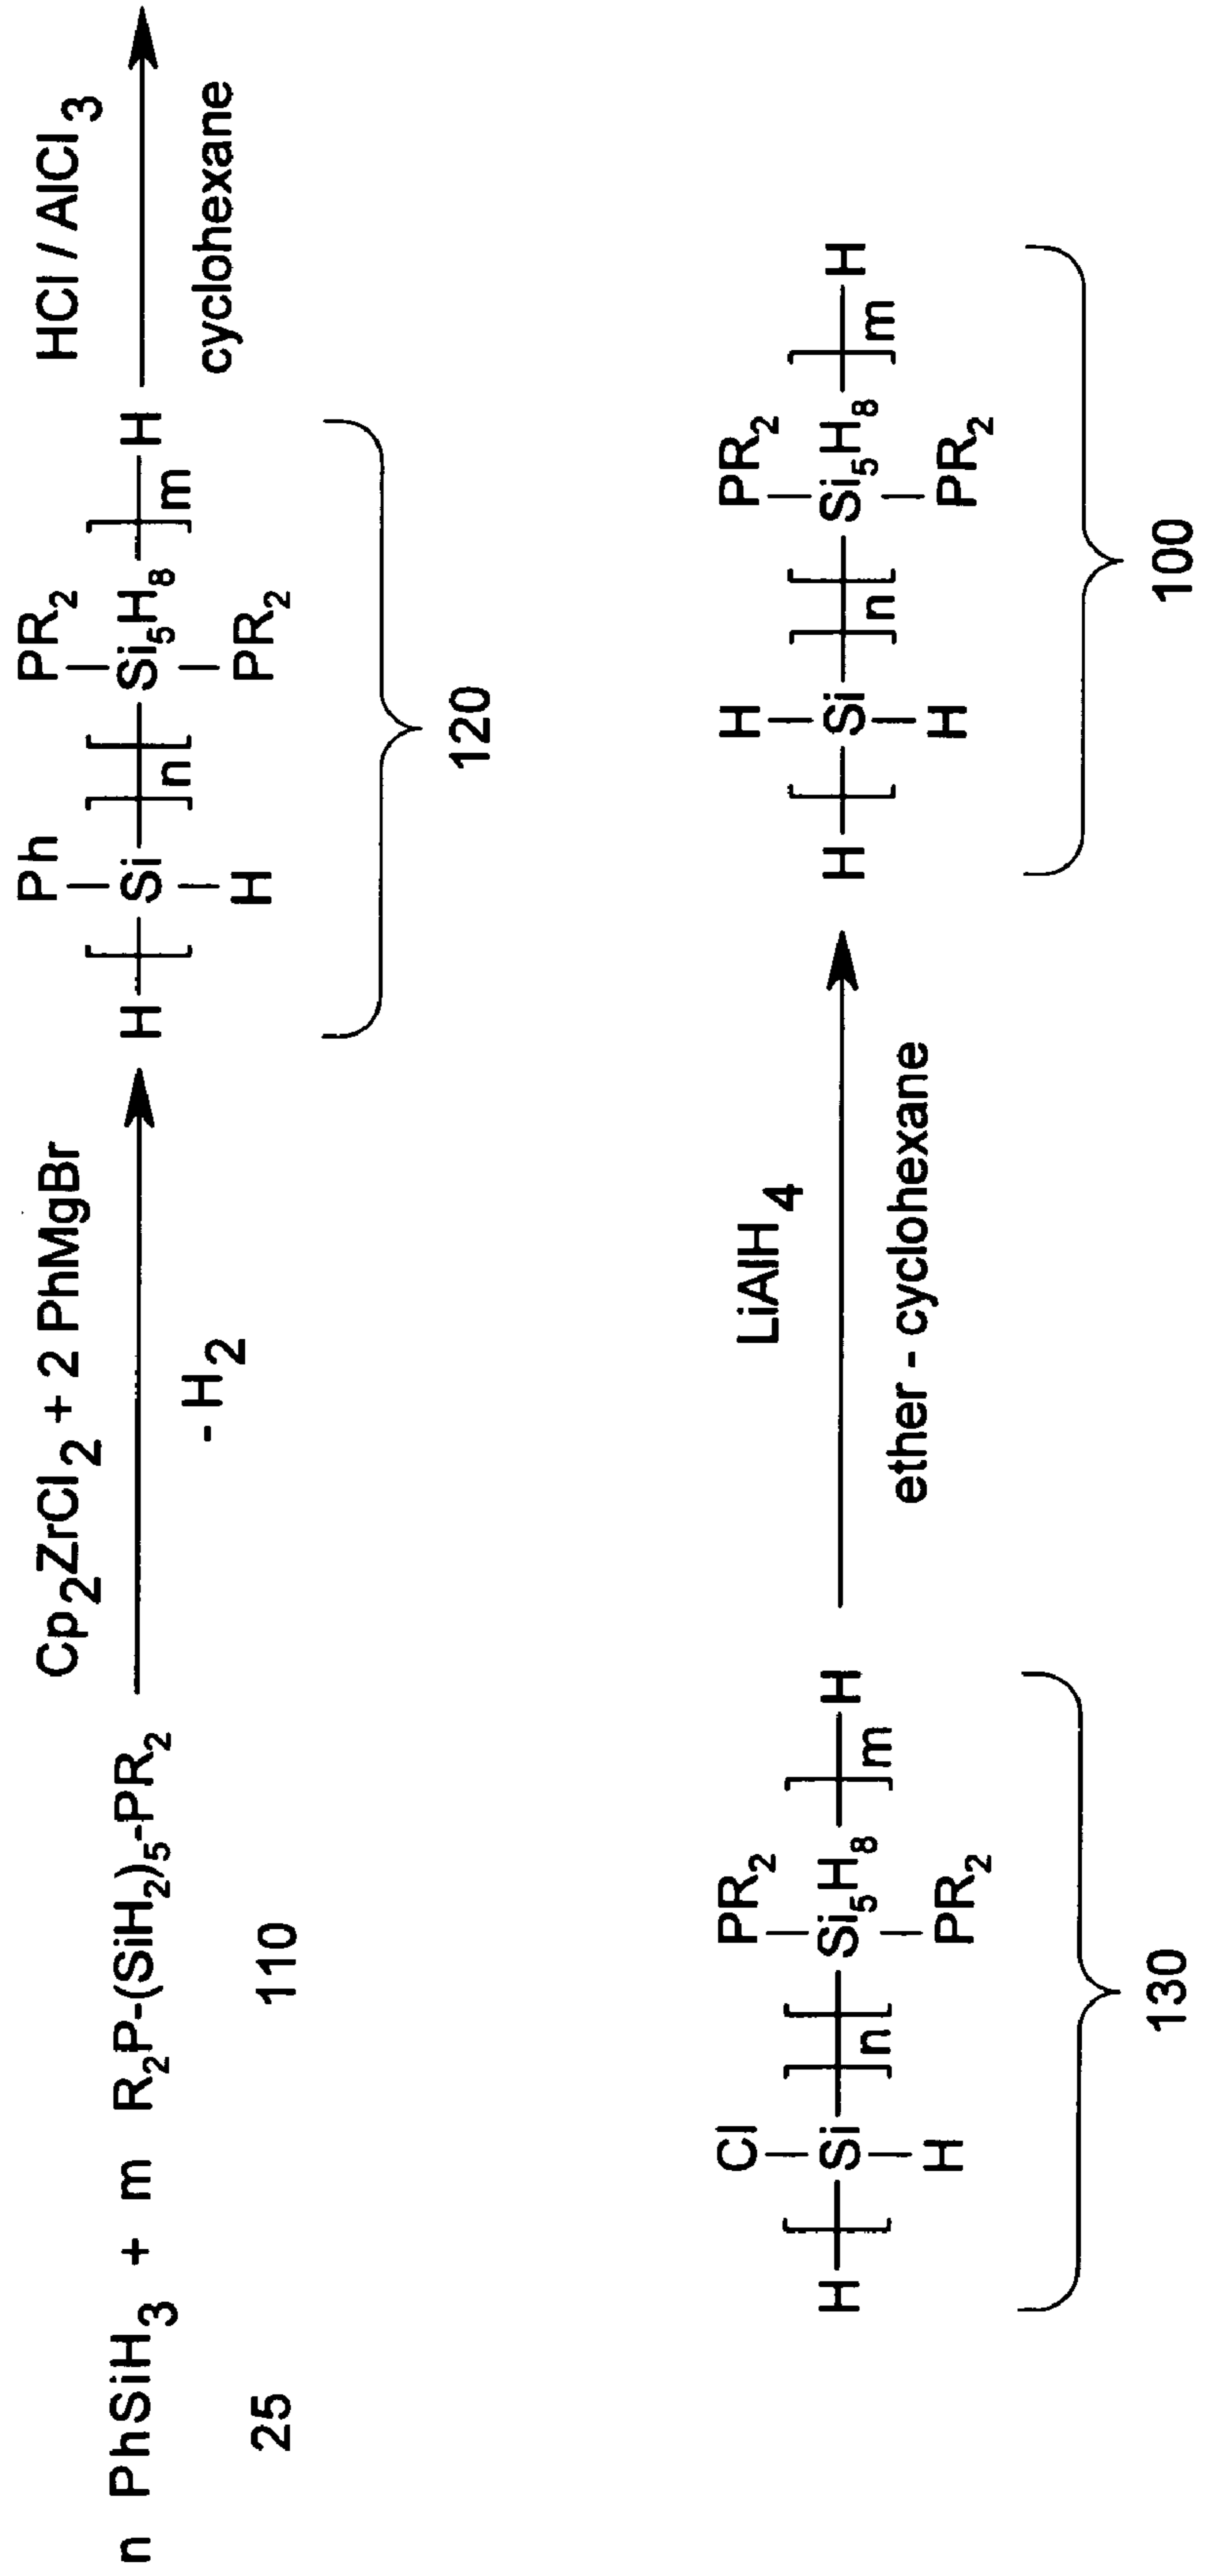 n PhSiH3 + m R2P-(SiH2)5-PR2
25
110
Cp2ZrCl2 + 2 PhMgBr
- H2
Ph PR2
H [ Si ] n [ Si5H8 ] m H
H PR2
120
HCl / AlCl3
cyclohexane
Cl PR2
H [ Si ] n [ Si5H8 ] m H
H PR2
130
LiAlH4
ether - cyclohexane
H PR2
H [ Si ] n [ Si5H8 ] m H
H PR2
100